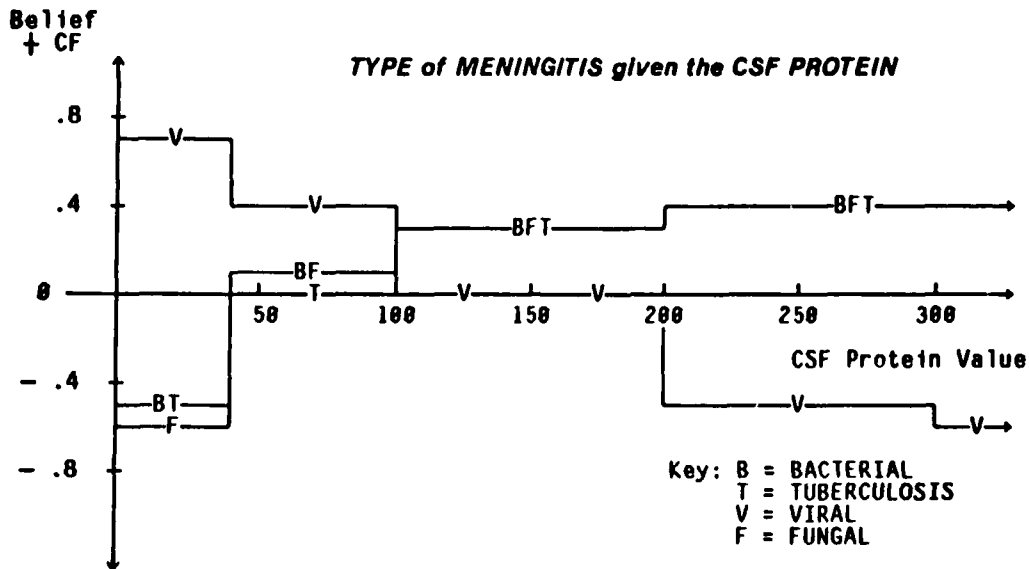 Belief
+ CF
TYPE of MENINGITIS given the CSF PROTEIN
.8
V
.4
V
BFT
BFT
BF
0
T
V
V
50
100
150
200
250
300
CSF Protein Value
- .4
BT
F
V
V
- .8
Key: B = BACTERIAL
T = TUBERCULOSIS
V = VIRAL
F = FUNGAL